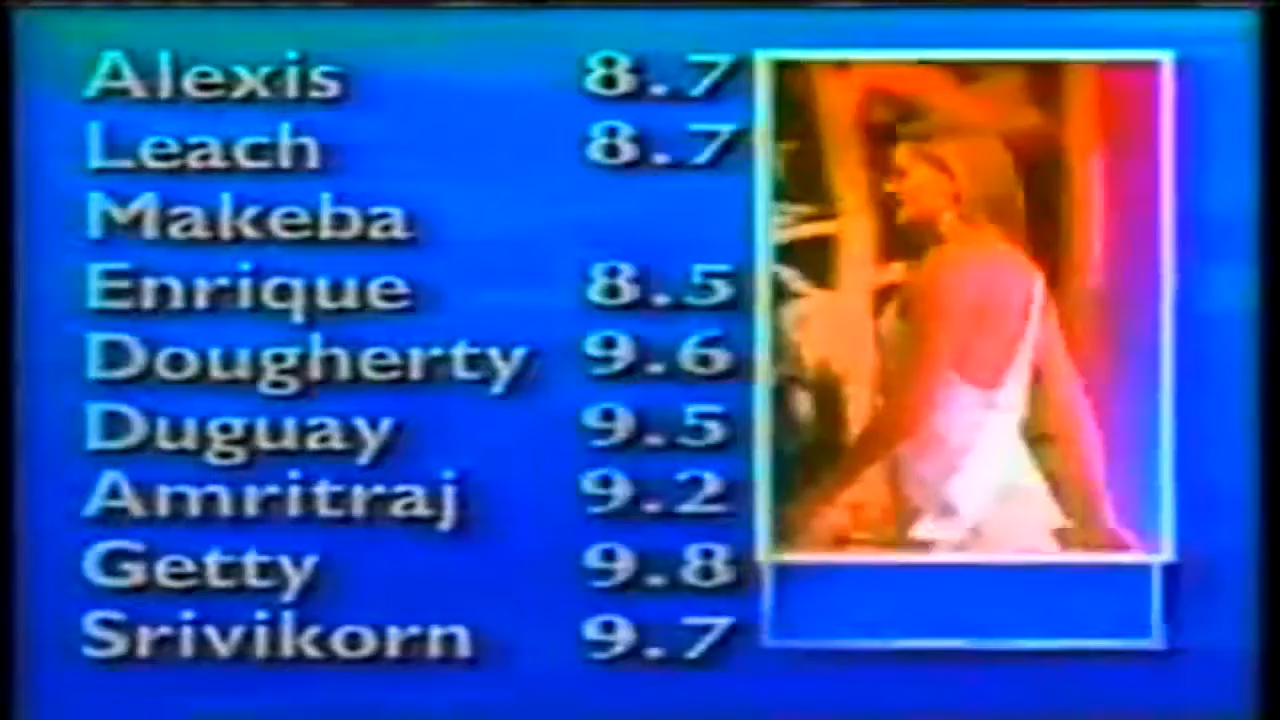 Alexis 8.7
Leach 8.7
Makeba
Enrique 8.5
Dougherty 9.6
Duguay 9.5
Amritraj 9.2
Getty 9.8
Srivikorn 9.7